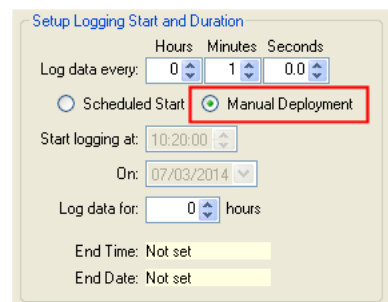 Setup Logging Start and Duration
Hours Minutes Seconds
Log data every: 0 1 0.0
Scheduled Start Manual Deployment
Start logging at: 10:20:00
On: 07/03/2014
Log data for: 0 hours
End Time: Not set
End Date: Not set